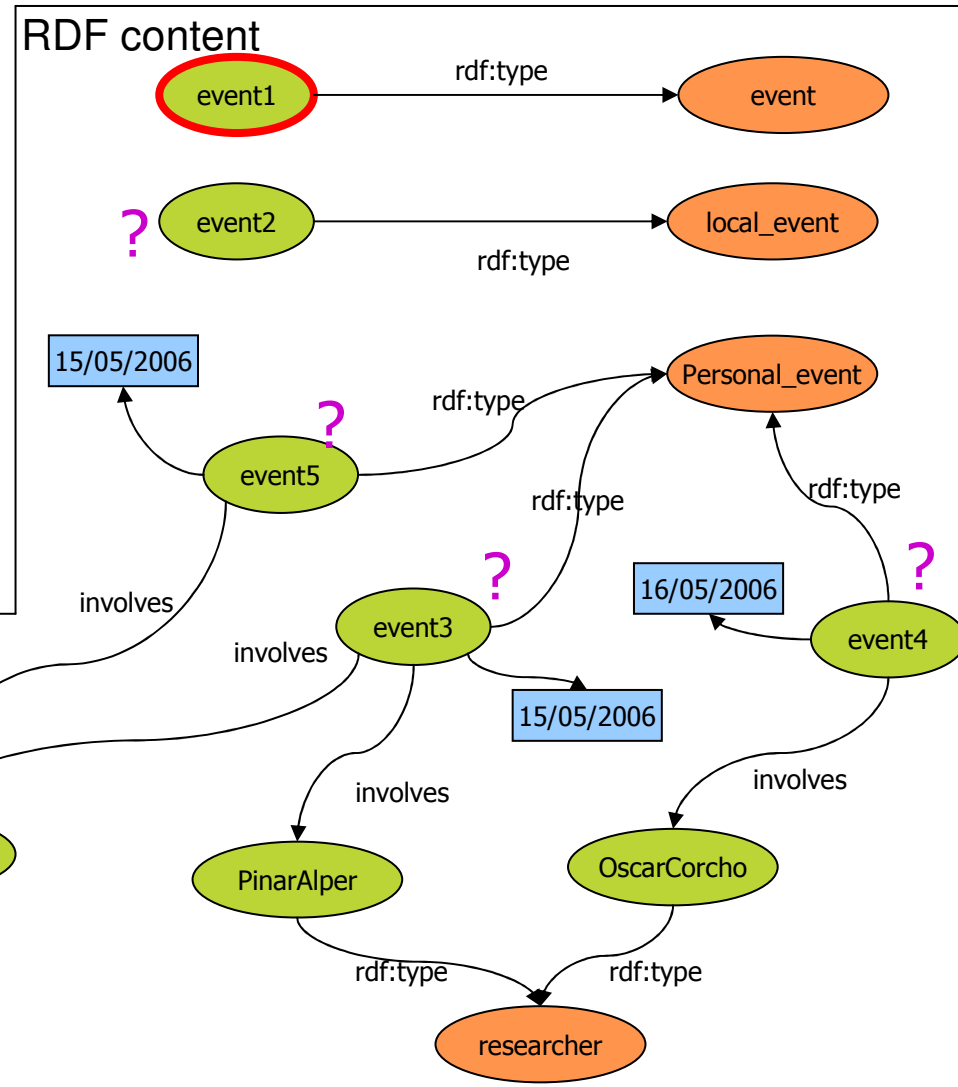 RDF content
event1
rdf:type
event
?
event2
rdf:type
local_event
15/05/2006
?
rdf:type
Personal_event
event5
rdf:type
rdf:type
involves
?
16/05/2006
?
event3
event4
involves
15/05/2006
involves
involves
PinarAlper
OscarCorcho
rdf:type
rdf:type
researcher